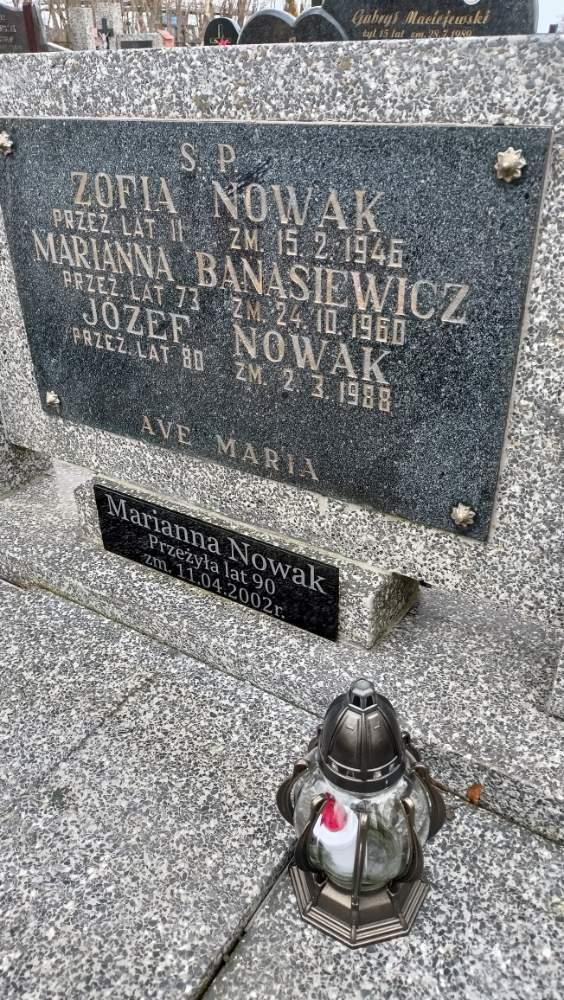 Gabryś Maciejewski
żył 15 lat zm. 28.7.1989
S. P.
ZOFIA NOWAK
PRZEŻ. LAT 11 ZM. 15. 2. 1946
MARIANNA BANASIEWICZ
PRZEŻ. LAT 73 ZM. 24. 10. 1960
JÓZEF NOWAK
PRZEŻ. LAT 80 ZM. 2. 3. 1988
AVE MARIA
Marianna Nowak
Przeżyła lat 90
zm. 11.04.2002r.